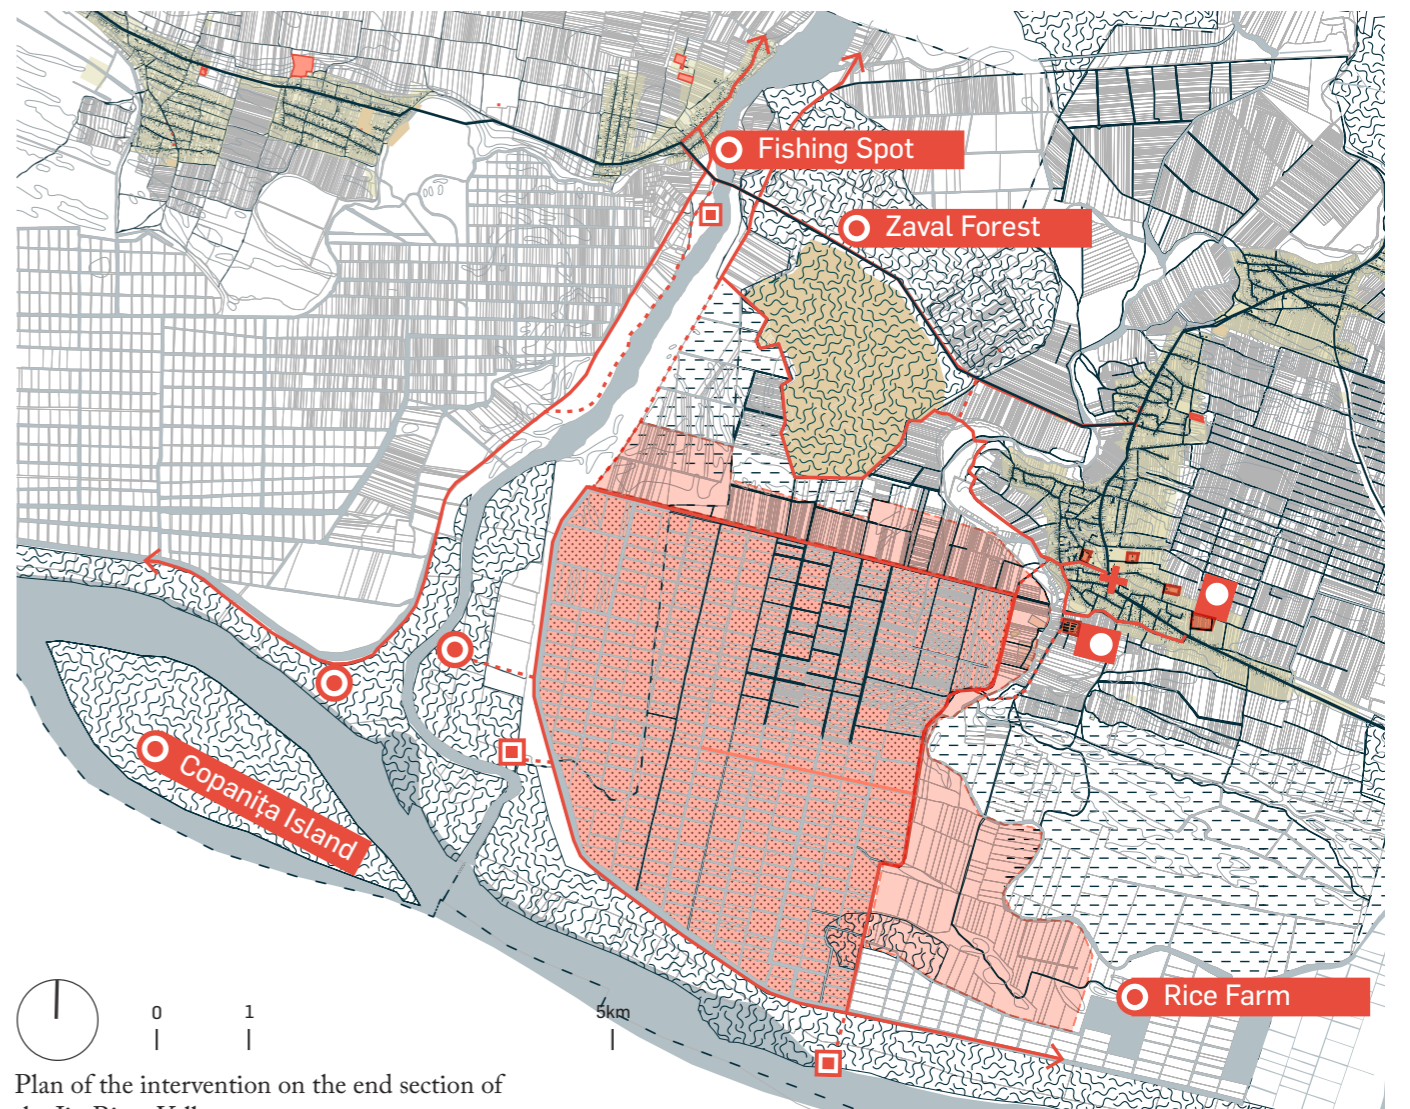 Fishing Spot
Zaval Forest
Copanița Island
Rice Farm
0 1 5km
Plan of the intervention on the end section of